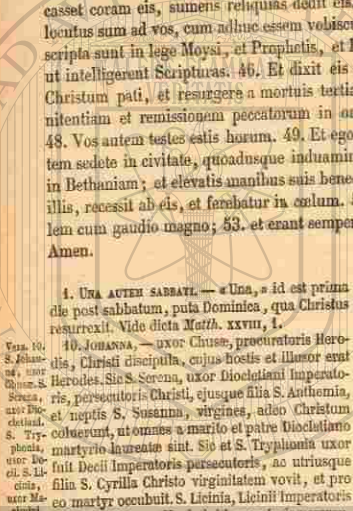 casset coram eis, sumens reliquias dedit eis
locutus sum ad vos, cum adhuc essem vobiscu
scripta sunt in lege Moysi, et Prophetis, et
ut intelligerent Scripturas. 46. Et dixit eis
Christum pati, et resurgere a mortuis tertia
nitentiam et remissionem peccatorum in om
48. Vos autem testes estis horum. 49. Et ego
tem sedete in civitate, quoadusque induamin
in Bethaniam; et elevatis manibus suis bene
illis, recessit ab eis, et ferebatur in cœlum.
lem cum gaudio magno; 53. et erant semper
Amen.
1. UNA AUTEM SABBATI. — «Una,» id est prima
die post sabbatum, puta Dominica, qua Christus
resurrexit. Vide dicta Matth. XXVIII, 1.
10. JOHANNA, — uxor Chusæ, procuratoris Hero-
dis, Christi discipula, cujus hostis et illusor erat
Herodes. Sic S. Serena, uxor Diocletiani Imperato-
ris, persecutoris Christi, ejusque filia S. Anthemia,
et neptis S. Susanna, virgines, adeo Christum
coluerunt, ut omnes a marito et patre Diocletiano
martyrio laureatæ sint. Sic et S. Tryphonia uxor
fuit Decii Imperatoris persecutoris, ac utriusque
filia S. Cyrilla Christo virginitatem vovit, et pro
eo martyr occubuit. S. Licinia, Licinii Imperatoris
Vers. 10.
S. Johan-
na, uxor
Chusæ. S.
Serena,
uxor Dio-
cletiani.
S. Try-
phonia,
uxor De-
cii. S. Li-
cinia,
uxor Ma-